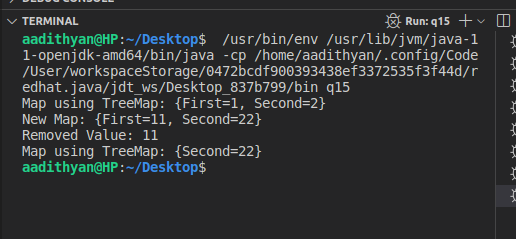 TERMINAL
Run: q15
aadithyan@HP:~/Desktop$ /usr/bin/env /usr/lib/jvm/java-1
1-openjdk-amd64/bin/java -cp /home/aadithyan/.config/Code
/User/workspaceStorage/0472bcdf900393438ef3372535f3f44d/r
edhat.java/jdt_ws/Desktop_837b799/bin q15
Map using TreeMap: {First=1, Second=2}
New Map: {First=11, Second=22}
Removed Value: 11
Map using TreeMap: {Second=22}
aadithyan@HP:~/Desktop$